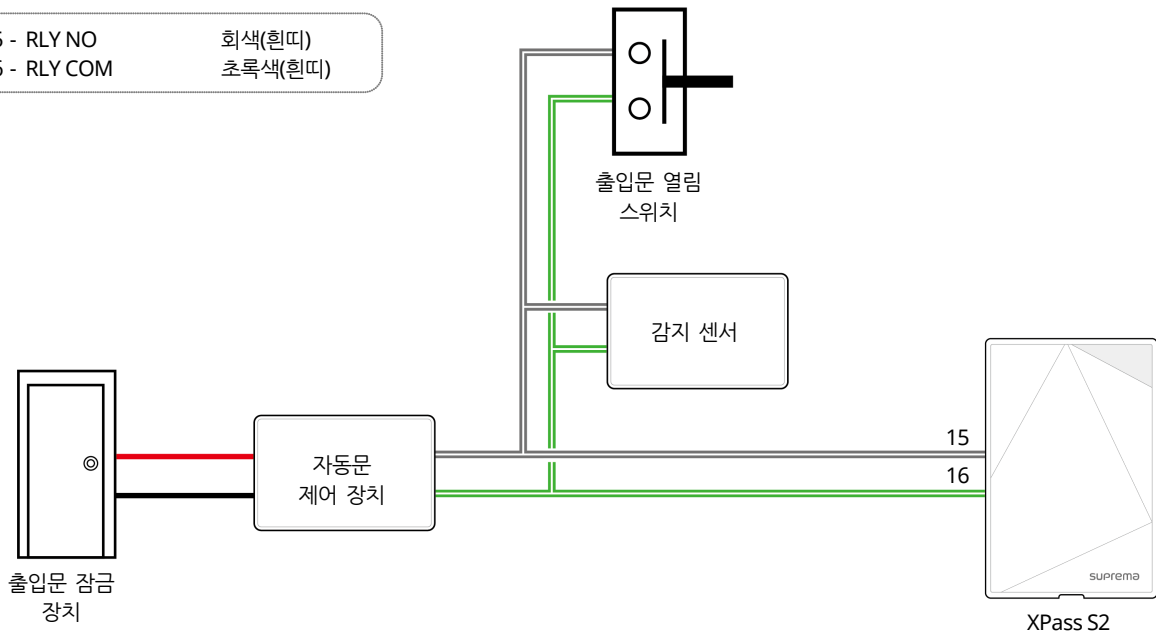 5 - RLY NO 회색(흰띠)
6 - RLY COM 초록색(흰띠)
출입문 열림
스위치
감지 센서
15
자동문
제어 장치
16
suprema
출입문 잠금
장치
XPass S2